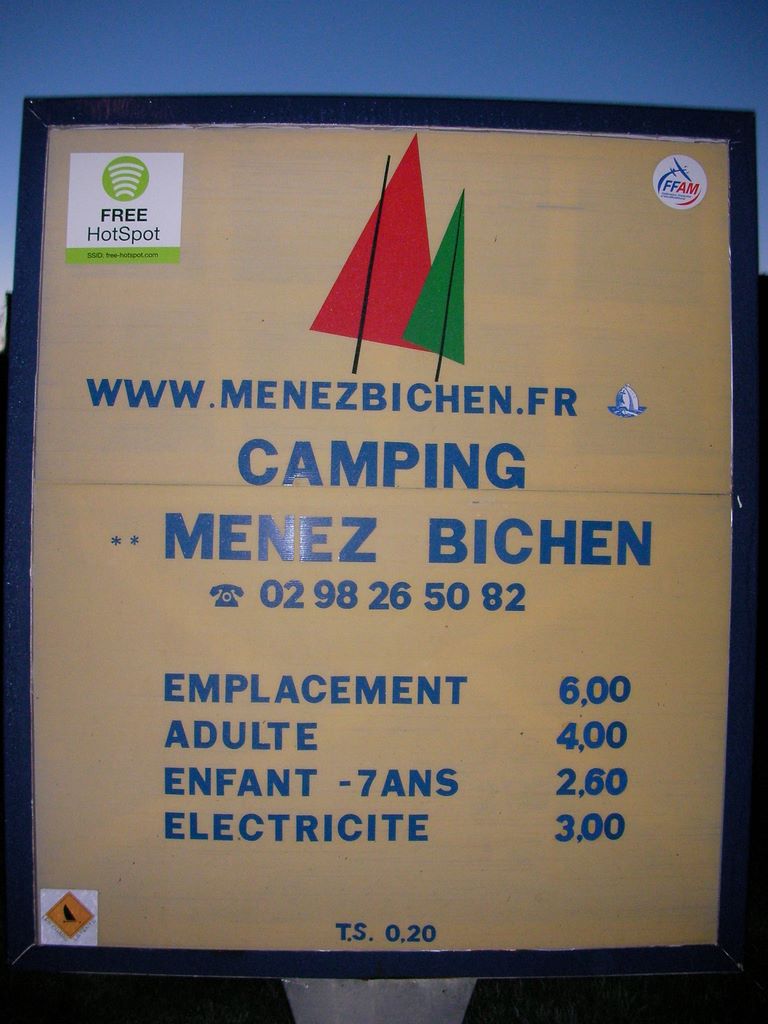 FREE
HotSpot
SSID: free-hotspot.com
FFAM
WWW.MENEZBICHEN.FR
CAMPING
** MENEZ BICHEN
☎ 02 98 26 50 82
EMPLACEMENT 6,00
ADULTE 4,00
ENFANT -7ANS 2,60
ELECTRICITE 3,00
T.S. 0,20